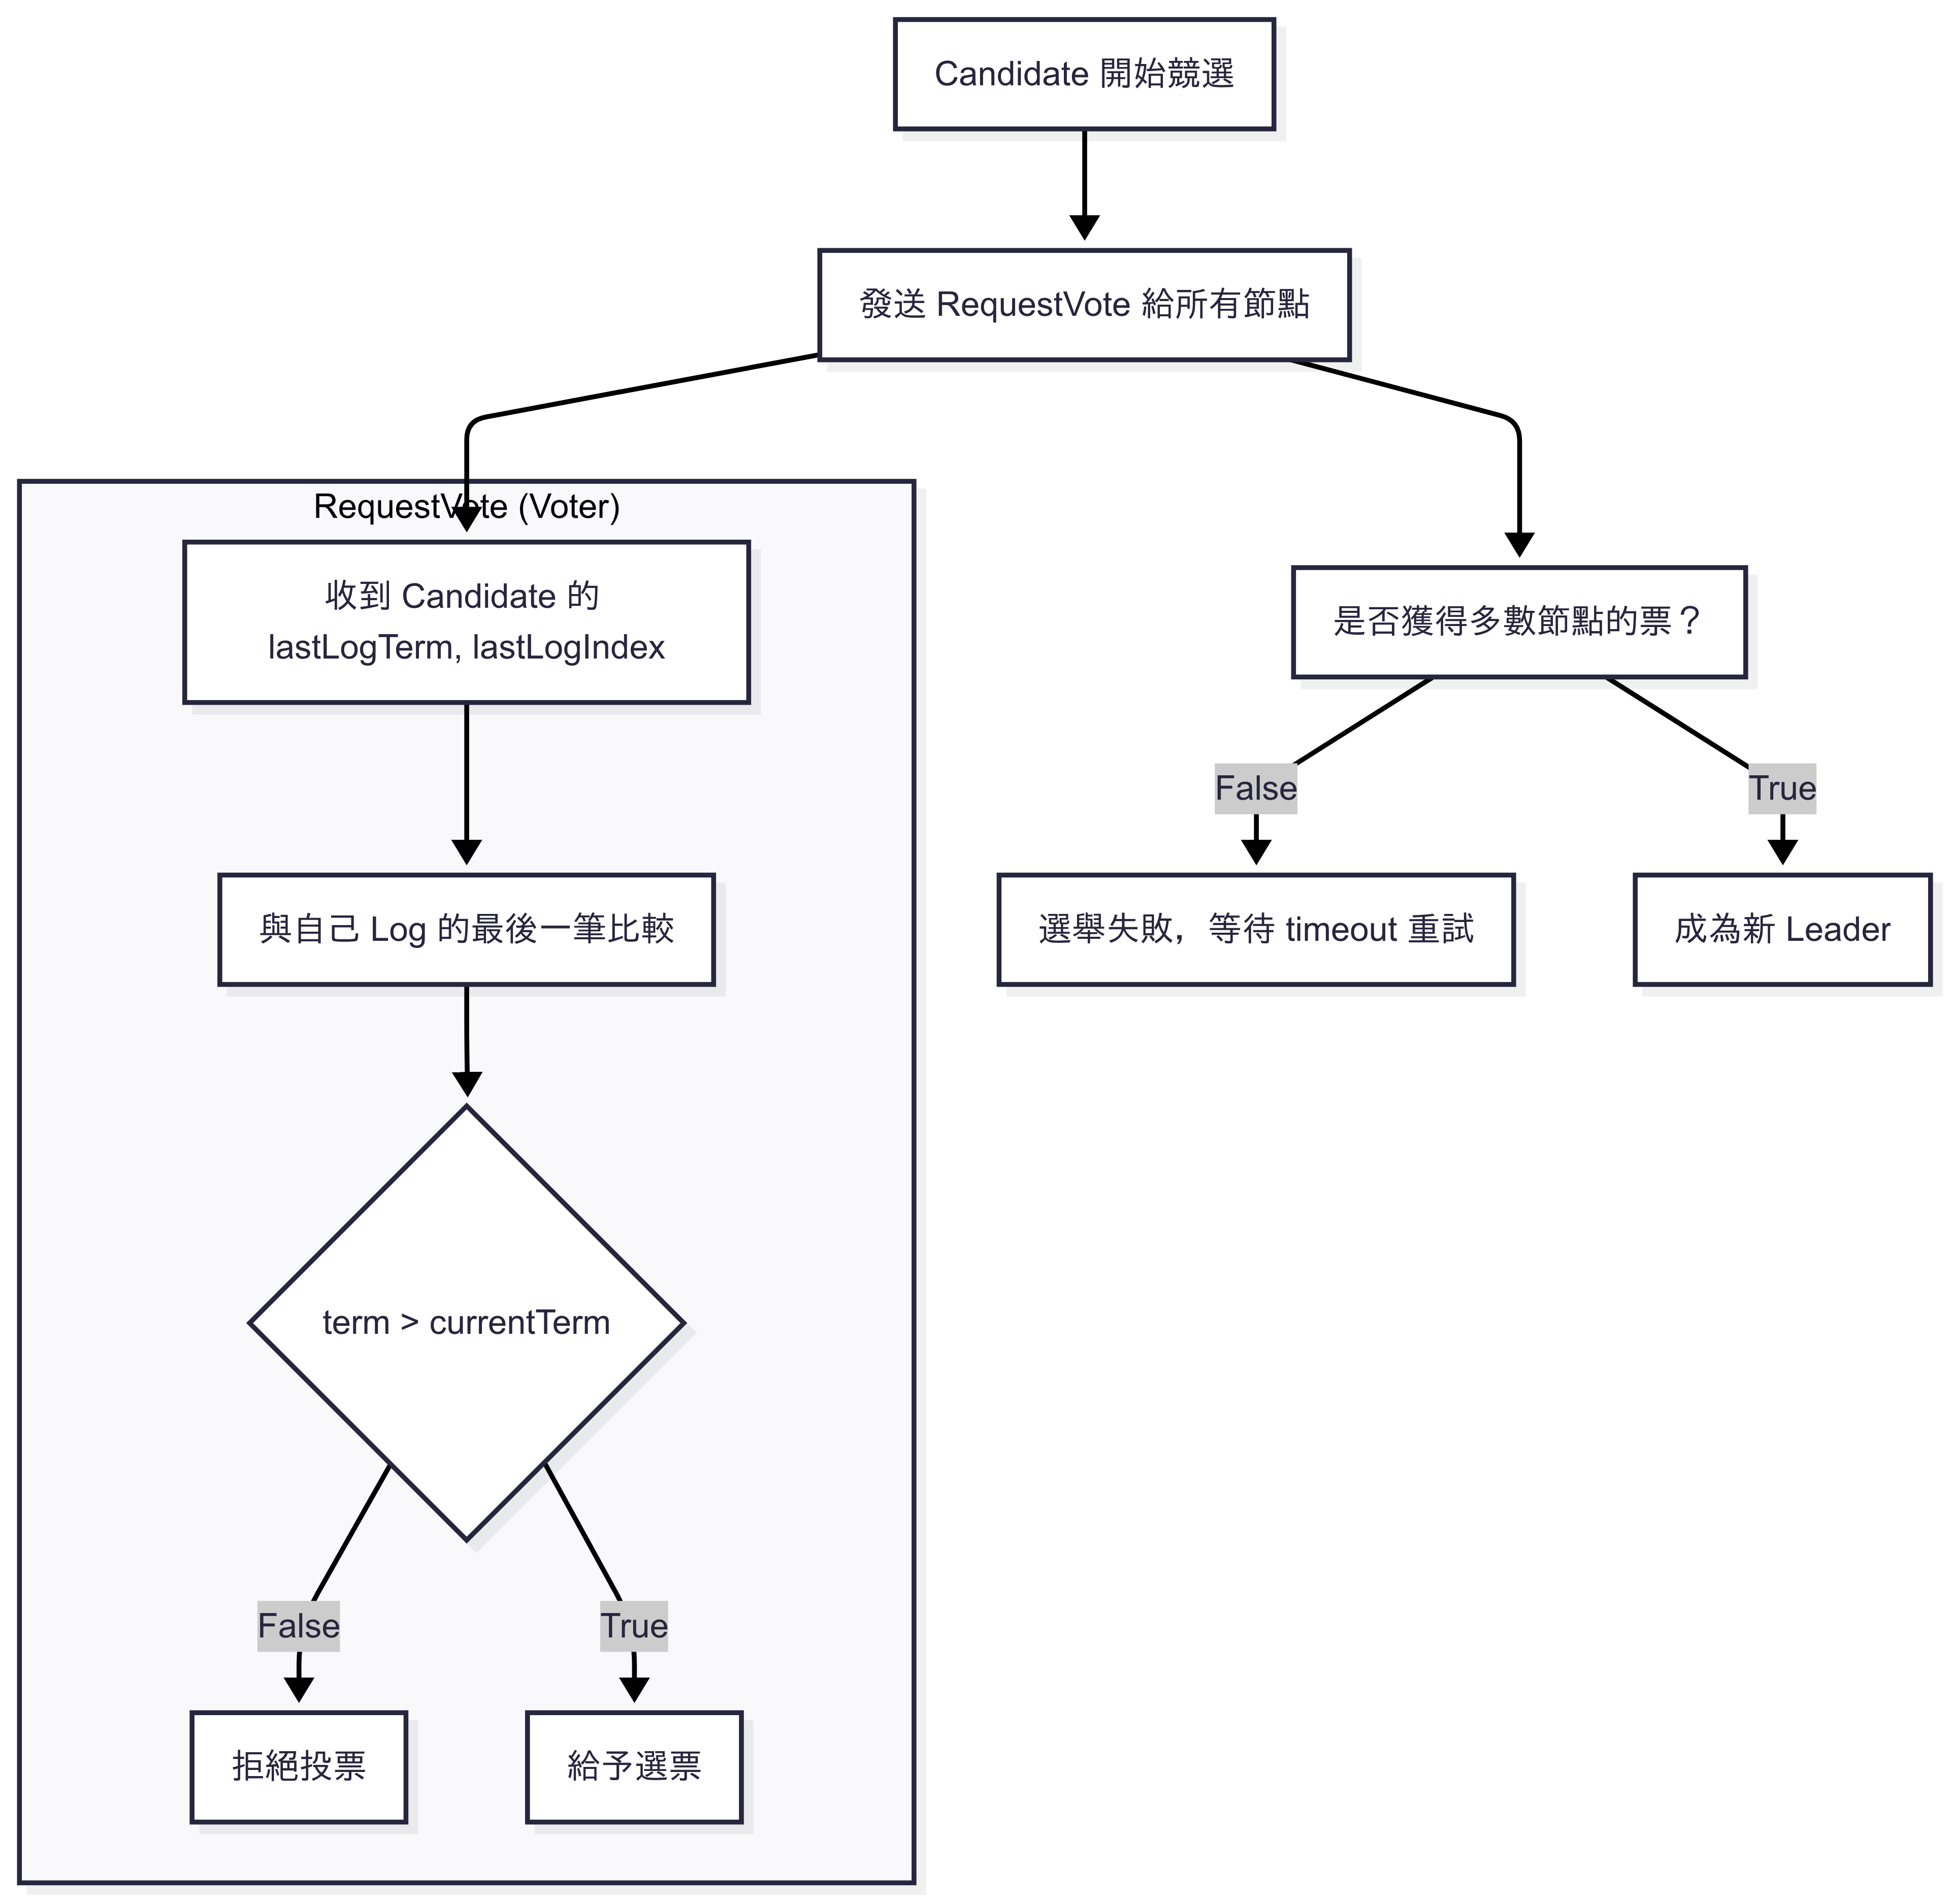 Candidate 開始競選
發送 RequestVote 給所有節點
RequestVote (Voter)
收到 Candidate 的
lastLogTerm, lastLogIndex
與自己 Log 的最後一筆比較
term > currentTerm
False
True
拒絕投票
給予選票
是否獲得多數節點的票？
False
True
選舉失敗，等待 timeout 重試
成為新 Leader